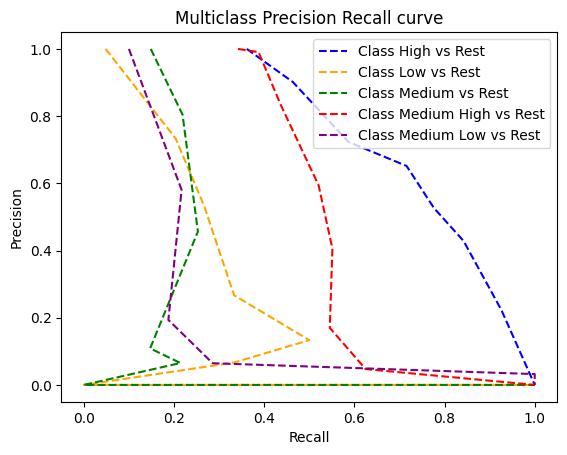 Multiclass Precision Recall curve
Class High vs Rest
Class Low vs Rest
Class Medium vs Rest
Class Medium High vs Rest
Class Medium Low vs Rest
Precision
1.0
0.8
0.6
0.4
0.2
0.0
0.0 0.2 0.4 0.6 0.8 1.0
Recall